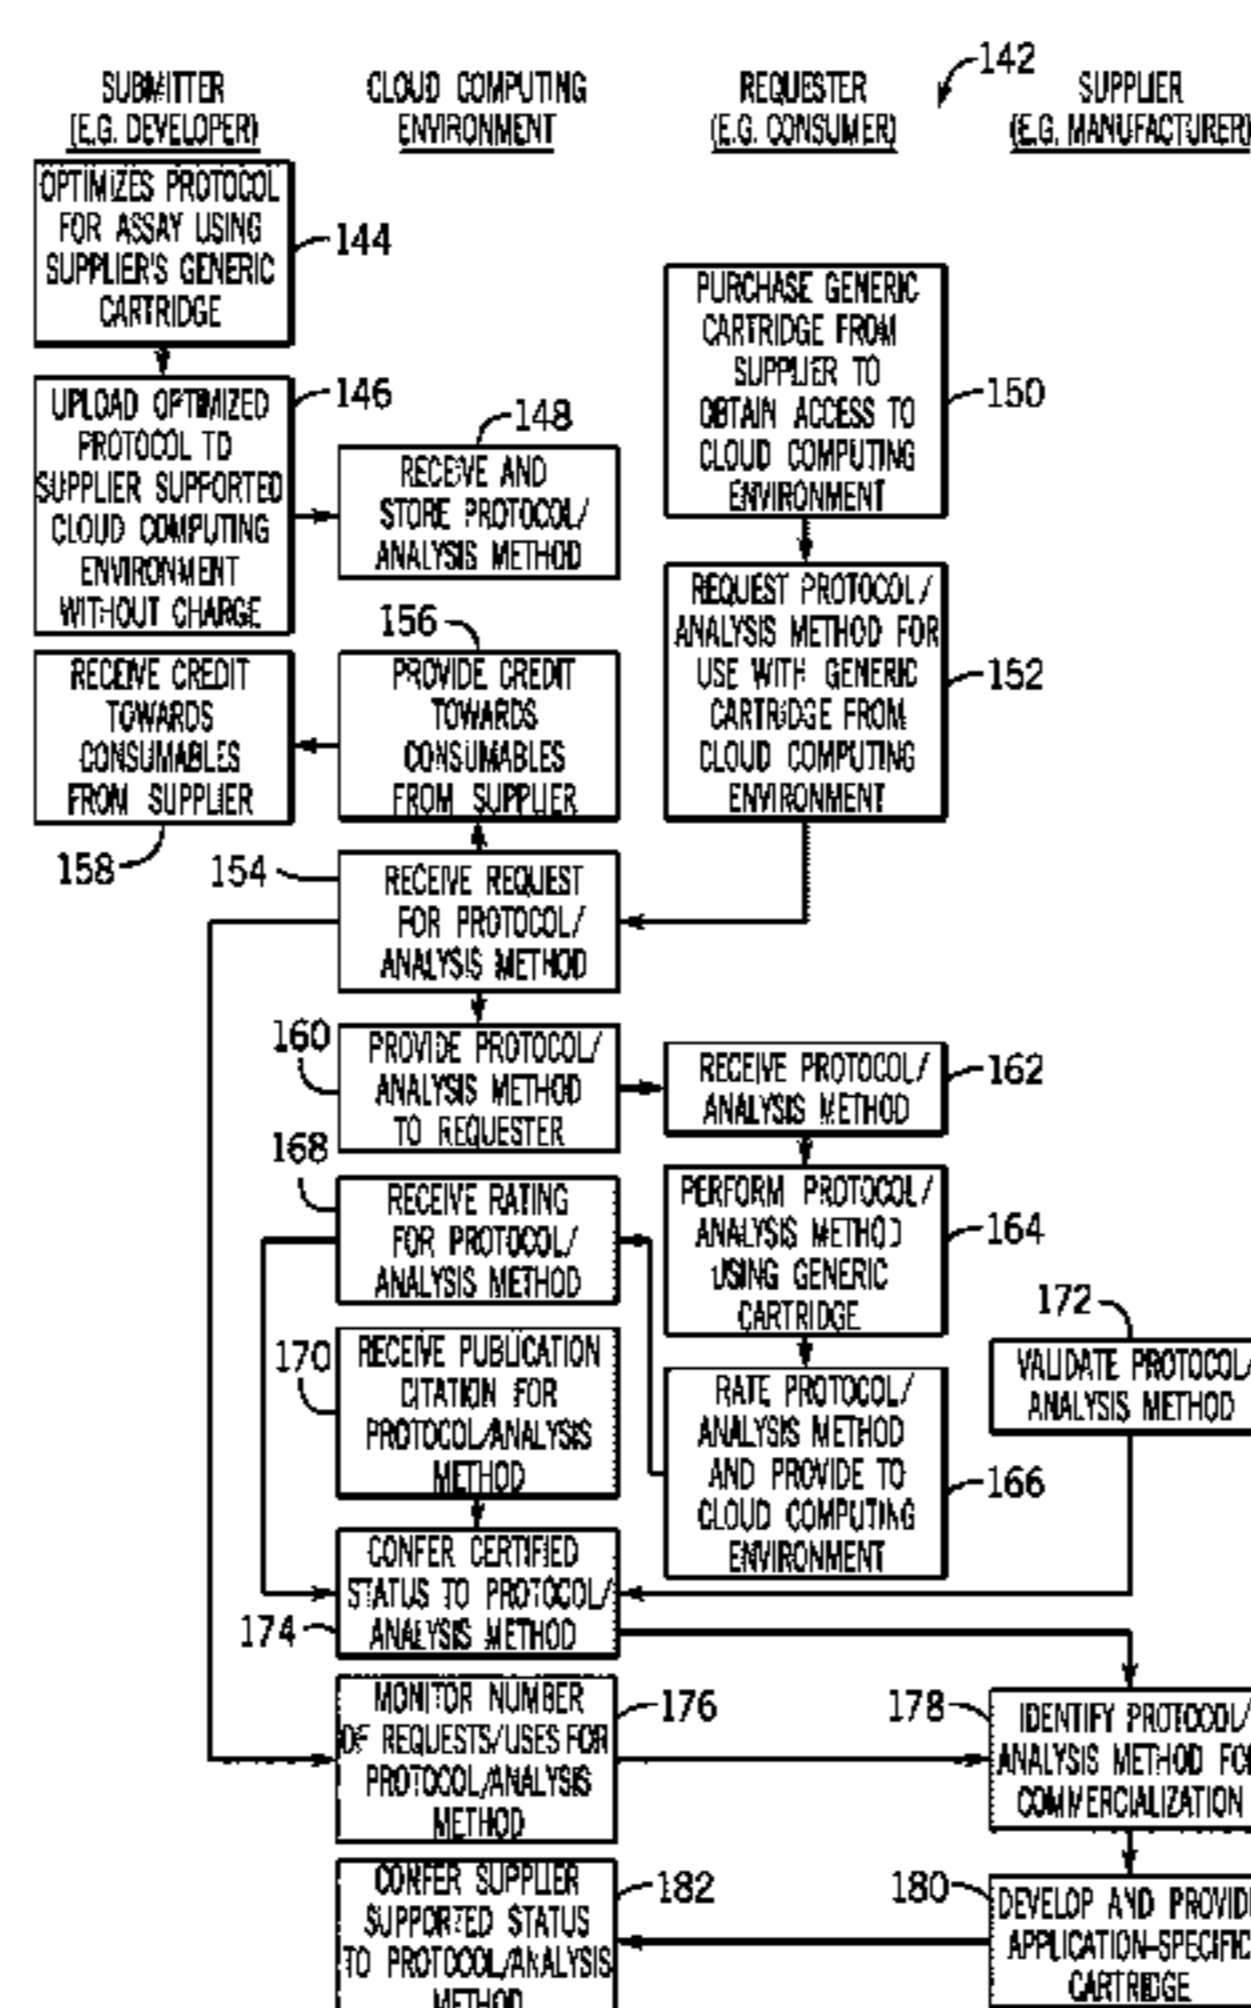 142
SUBMITTER
(E.G. DEVELOPER)
CLOUD COMPUTING
ENVIRONMENT
REQUESTER
(E.G. CONSUMER)
SUPPLIER
(E.G. MANUFACTURER)
OPTIMIZES PROTOCOL
FOR ASSAY USING
SUPPLIER'S GENERIC
CARTRIDGE
144
UPLOAD OPTIMIZED
PROTOCOL TO
SUPPLIER SUPPORTED
CLOUD COMPUTING
ENVIRONMENT
WITHOUT CHARGE
146
148
RECEIVE AND
STORE PROTOCOL/
ANALYSIS METHOD
PURCHASE GENERIC
CARTRIDGE FROM
SUPPLIER TO
OBTAIN ACCESS TO
CLOUD COMPUTING
ENVIRONMENT
150
REQUEST PROTOCOL/
ANALYSIS METHOD FOR
USE WITH GENERIC
CARTRIDGE FROM
CLOUD COMPUTING
ENVIRONMENT
152
156
PROVIDE CREDIT
TOWARDS
CONSUMABLES
FROM SUPPLIER
RECEIVE CREDIT
TOWARDS
CONSUMABLES
FROM SUPPLIER
158
154
RECEIVE REQUEST
FOR PROTOCOL/
ANALYSIS METHOD
160
PROVIDE PROTOCOL/
ANALYSIS METHOD
TO REQUESTER
RECEIVE PROTOCOL/
ANALYSIS METHOD
162
168
RECEIVE RATING
FOR PROTOCOL/
ANALYSIS METHOD
PERFORM PROTOCOL/
ANALYSIS METHOD
USING GENERIC
CARTRIDGE
164
170
RECEIVE PUBLICATION
CITATION FOR
PROTOCOL/ANALYSIS
METHOD
RATE PROTOCOL/
ANALYSIS METHOD
AND PROVIDE TO
CLOUD COMPUTING
ENVIRONMENT
166
172
VALIDATE PROTOCOL/
ANALYSIS METHOD
174
CONFER CERTIFIED
STATUS TO PROTOCOL/
ANALYSIS METHOD
MONITOR NUMBER
OF REQUESTS/USES FOR
PROTOCOL/ANALYSIS
METHOD
176
178
IDENTIFY PROTOCOL/
ANALYSIS METHOD FOR
COMMERCIALIZATION
CONFER SUPPLIER
SUPPORTED STATUS
TO PROTOCOL/ANALYSIS
METHOD
182
180
DEVELOP AND PROVIDE
APPLICATION-SPECIFIC
CARTRIDGE